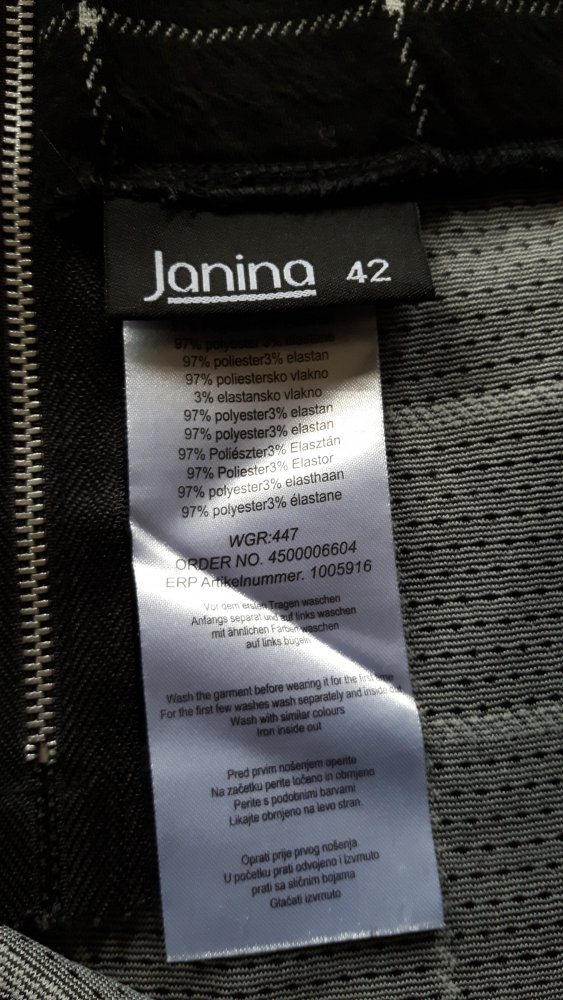 Janina 42
97% polyester3% elastane
97% poliester3% elastan
97% poliestersko vlakno
3% elastansko vlakno
97% polyester3% elastan
97% polyester3% elastan
97% Poliészter3% Elasztán
97% Poliester3% Elastor
97% polyester3% elasthaan
97% polyester3% élastane
WGR:447
ORDER NO. 4500006604
ERP Artikelnummer. 1005916
Vor dem ersten Tragen waschen
Anfangs separat und auf links waschen
mit ähnlichen Farben waschen
auf links bugeln
Wash the garment before wearing it for the first time
For the first few washes wash separately and inside out
Wash with similar colours
Iron inside out
Pred prvim nošenjem operite
Na začetku perite ločeno in obrnjeno
Perite s podobnimi barvami
Likajte obrnjeno na levo stran.
Oprati prije prvog nošenja
U početku prati odvojeno i izvrnuto
prati sa sličnim bojama
Glačati izvrnuto